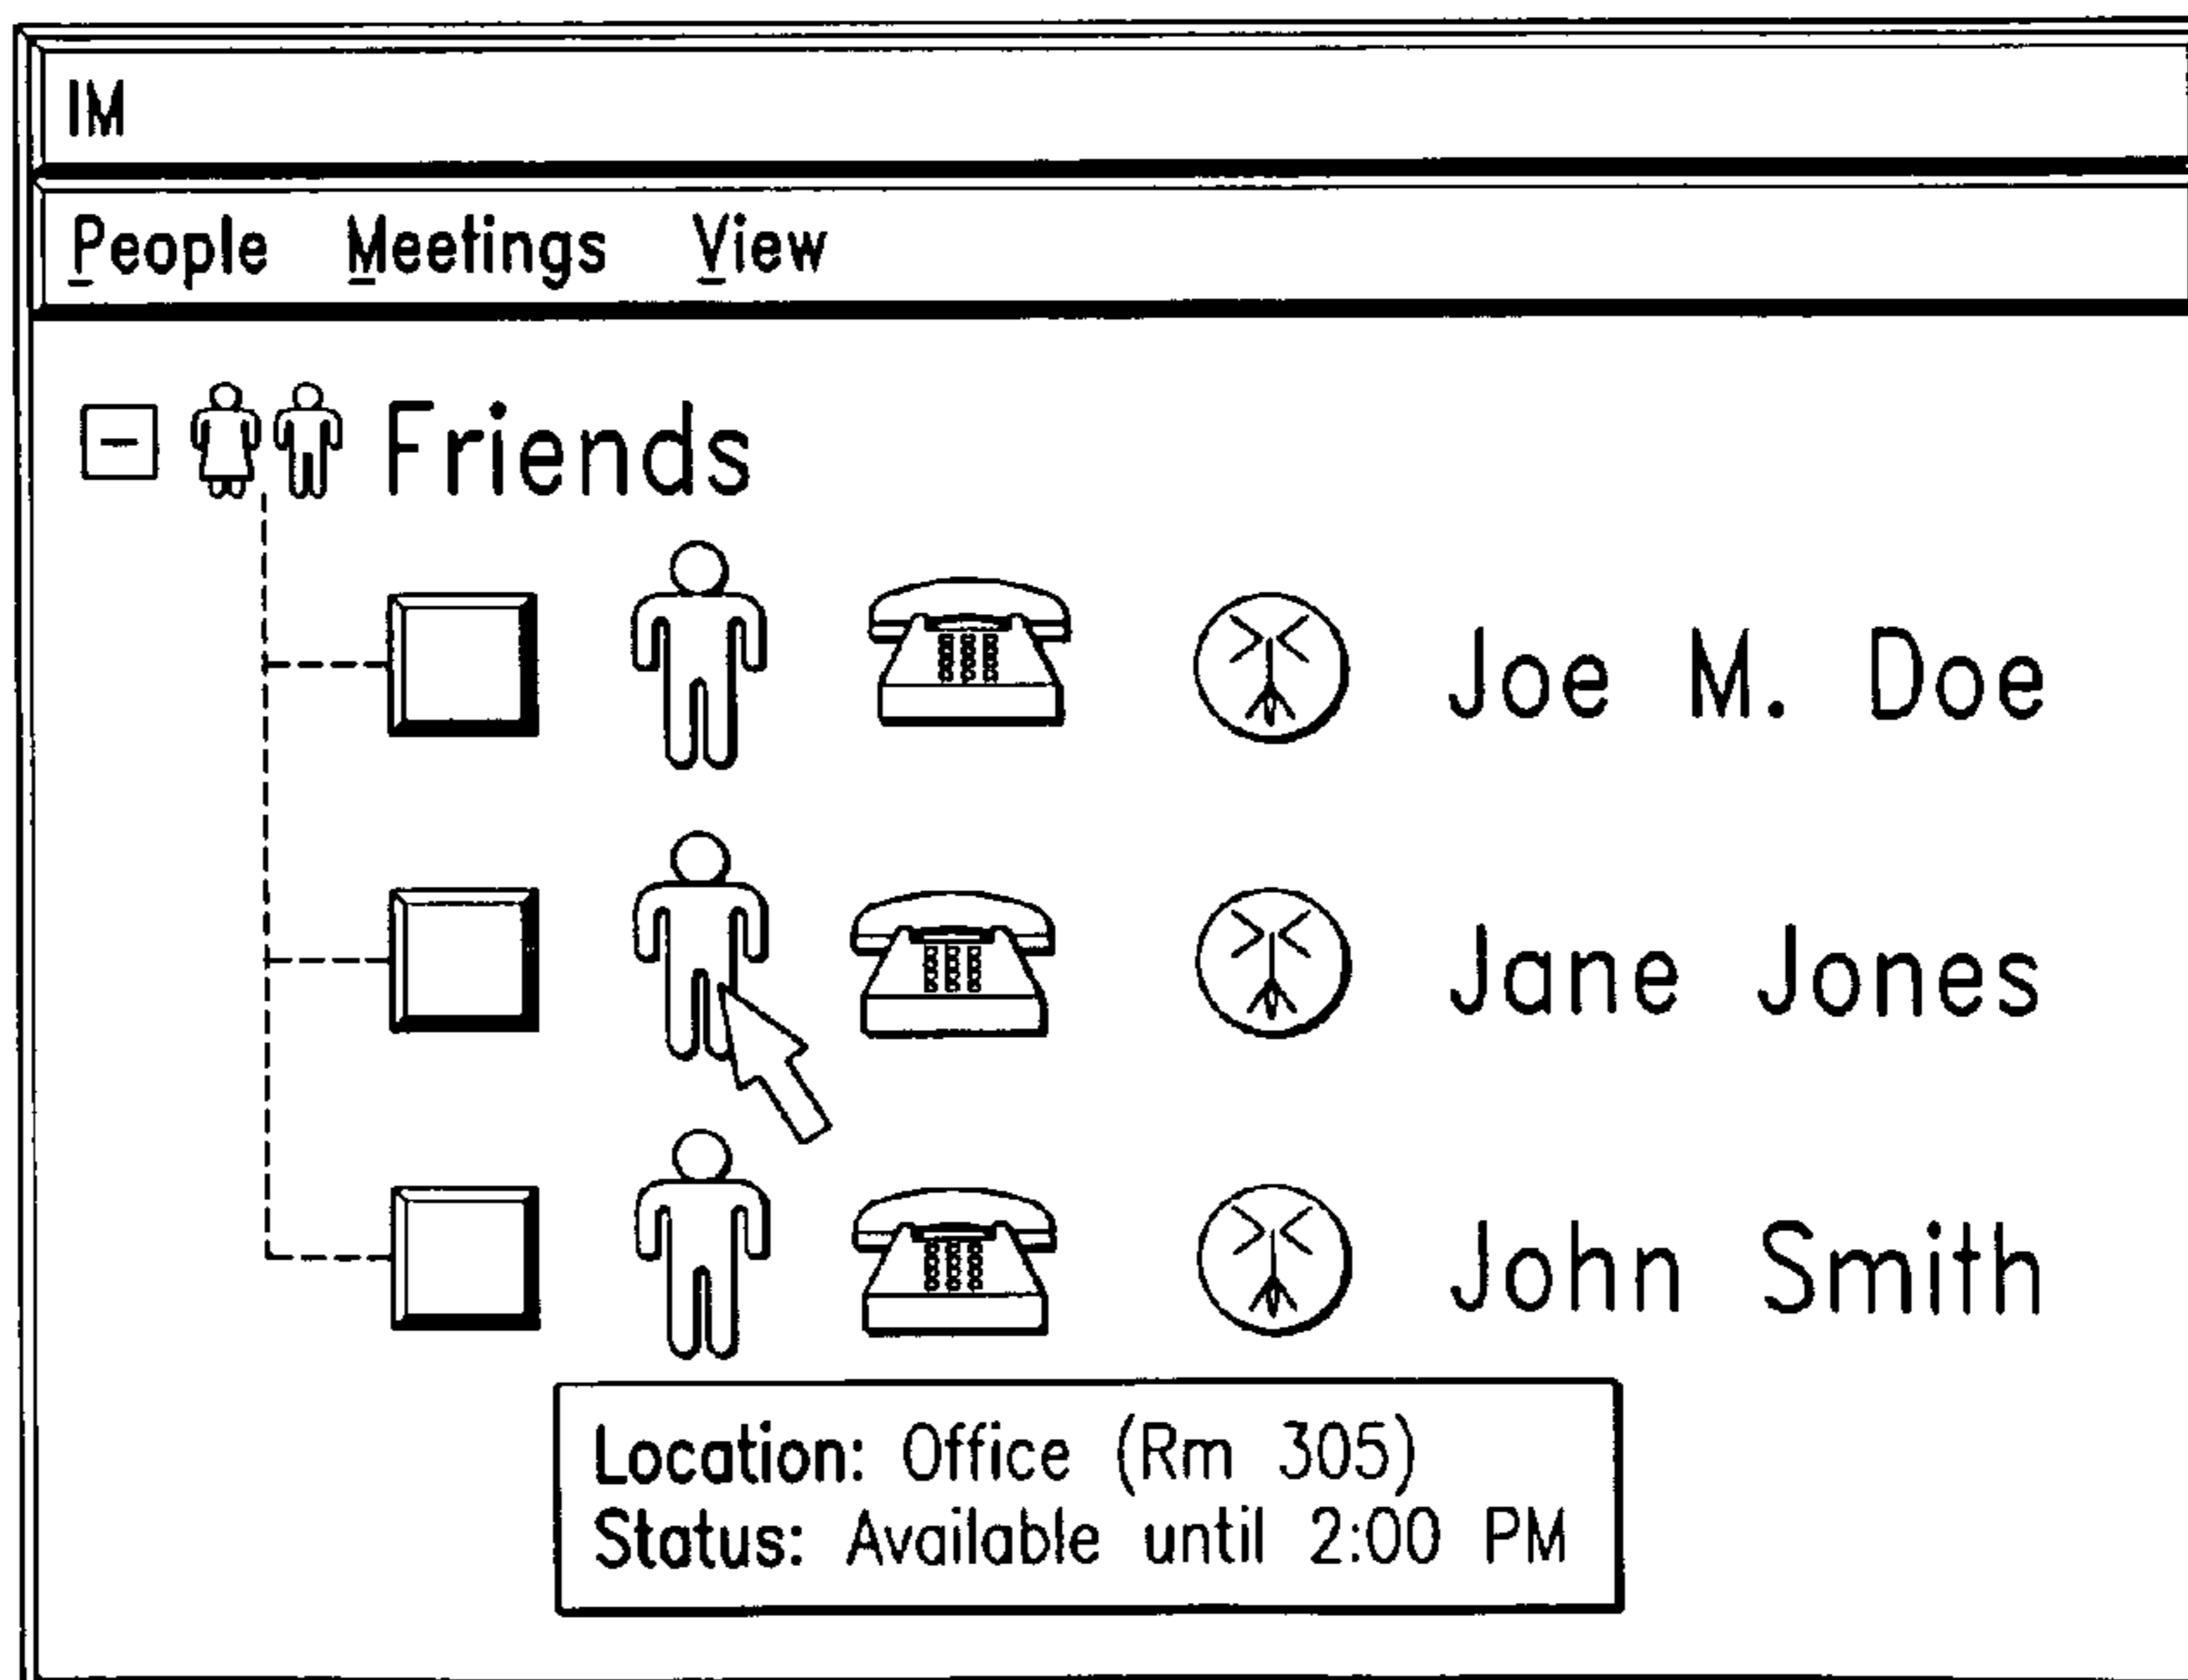 IM
People Meetings View
Friends
Joe M. Doe
Jane Jones
John Smith
Location: Office (Rm 305)
Status: Available until 2:00 PM